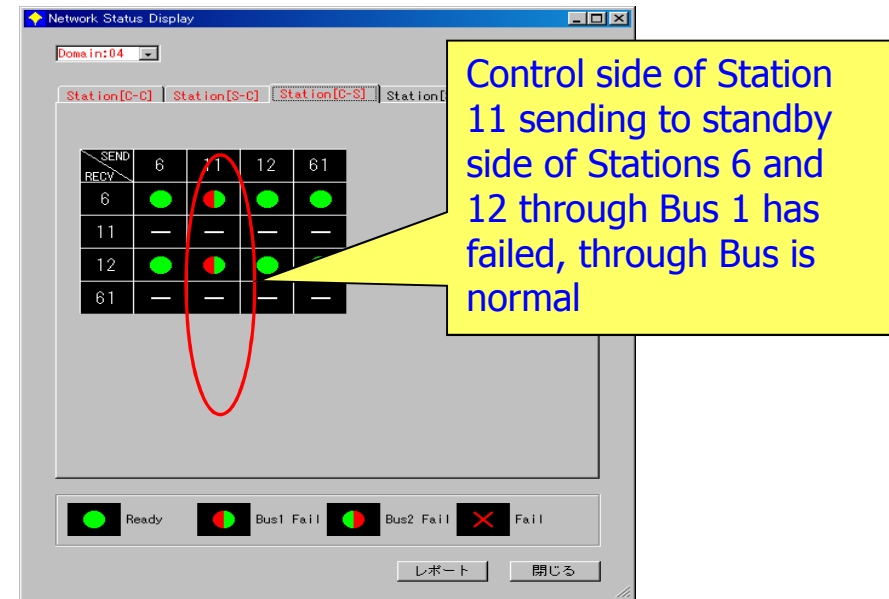 Network Status Display
Domain:04
Station[C-C] Station[S-C] Station[C-S] Station[
Control side of Station
11 sending to standby
side of Stations 6 and
12 through Bus 1 has
failed, through Bus is
normal
SEND 6 11 12 61
RECV
6
11 — — — —
12
61 — — — —
Ready Bus1 Fail Bus2 Fail Fail
レポート 閉じる